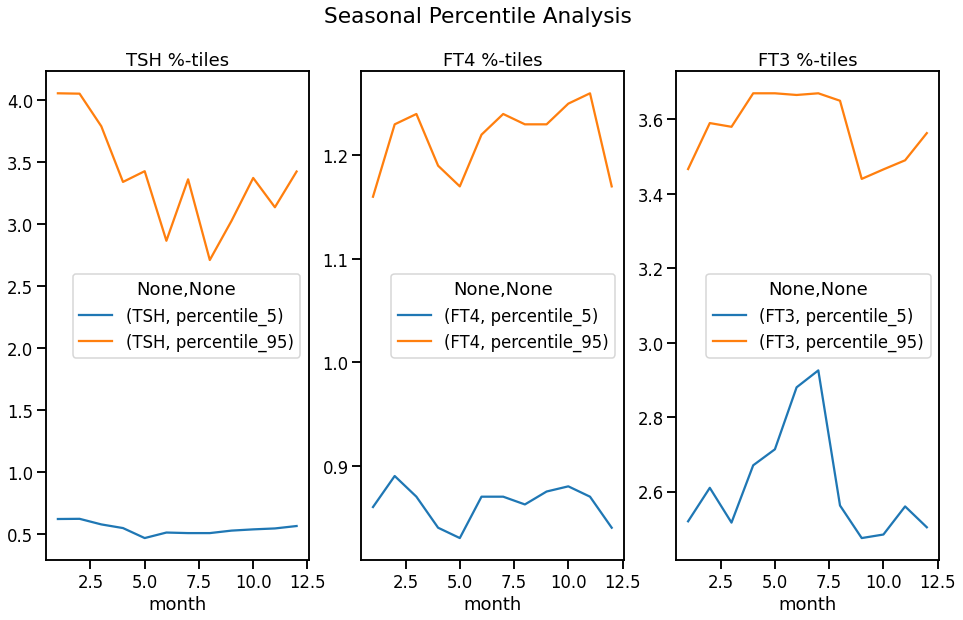 Seasonal Percentile Analysis
TSH %-tiles
4.0
3.5
3.0
2.5
2.0
1.5
1.0
0.5
None,None
(TSH, percentile_5)
(TSH, percentile_95)
2.5 5.0 7.5 10.0 12.5
month
FT4 %-tiles
1.2
1.1
1.0
0.9
None,None
(FT4, percentile_5)
(FT4, percentile_95)
2.5 5.0 7.5 10.0 12.5
month
FT3 %-tiles
3.6
3.4
3.2
3.0
2.8
2.6
None,None
(FT3, percentile_5)
(FT3, percentile_95)
2.5 5.0 7.5 10.0 12.5
month